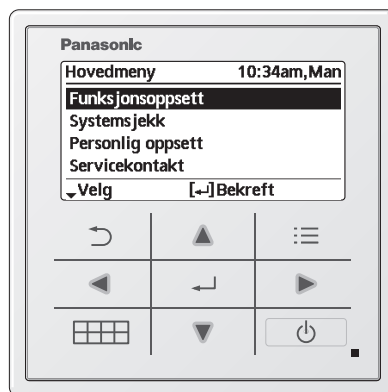 Panasonic
Hovedmeny 10:34am,Man
Funksjonsoppsett
Systemsjekk
Personlig oppsett
Servicekontakt
Velg [↵]Bekreft